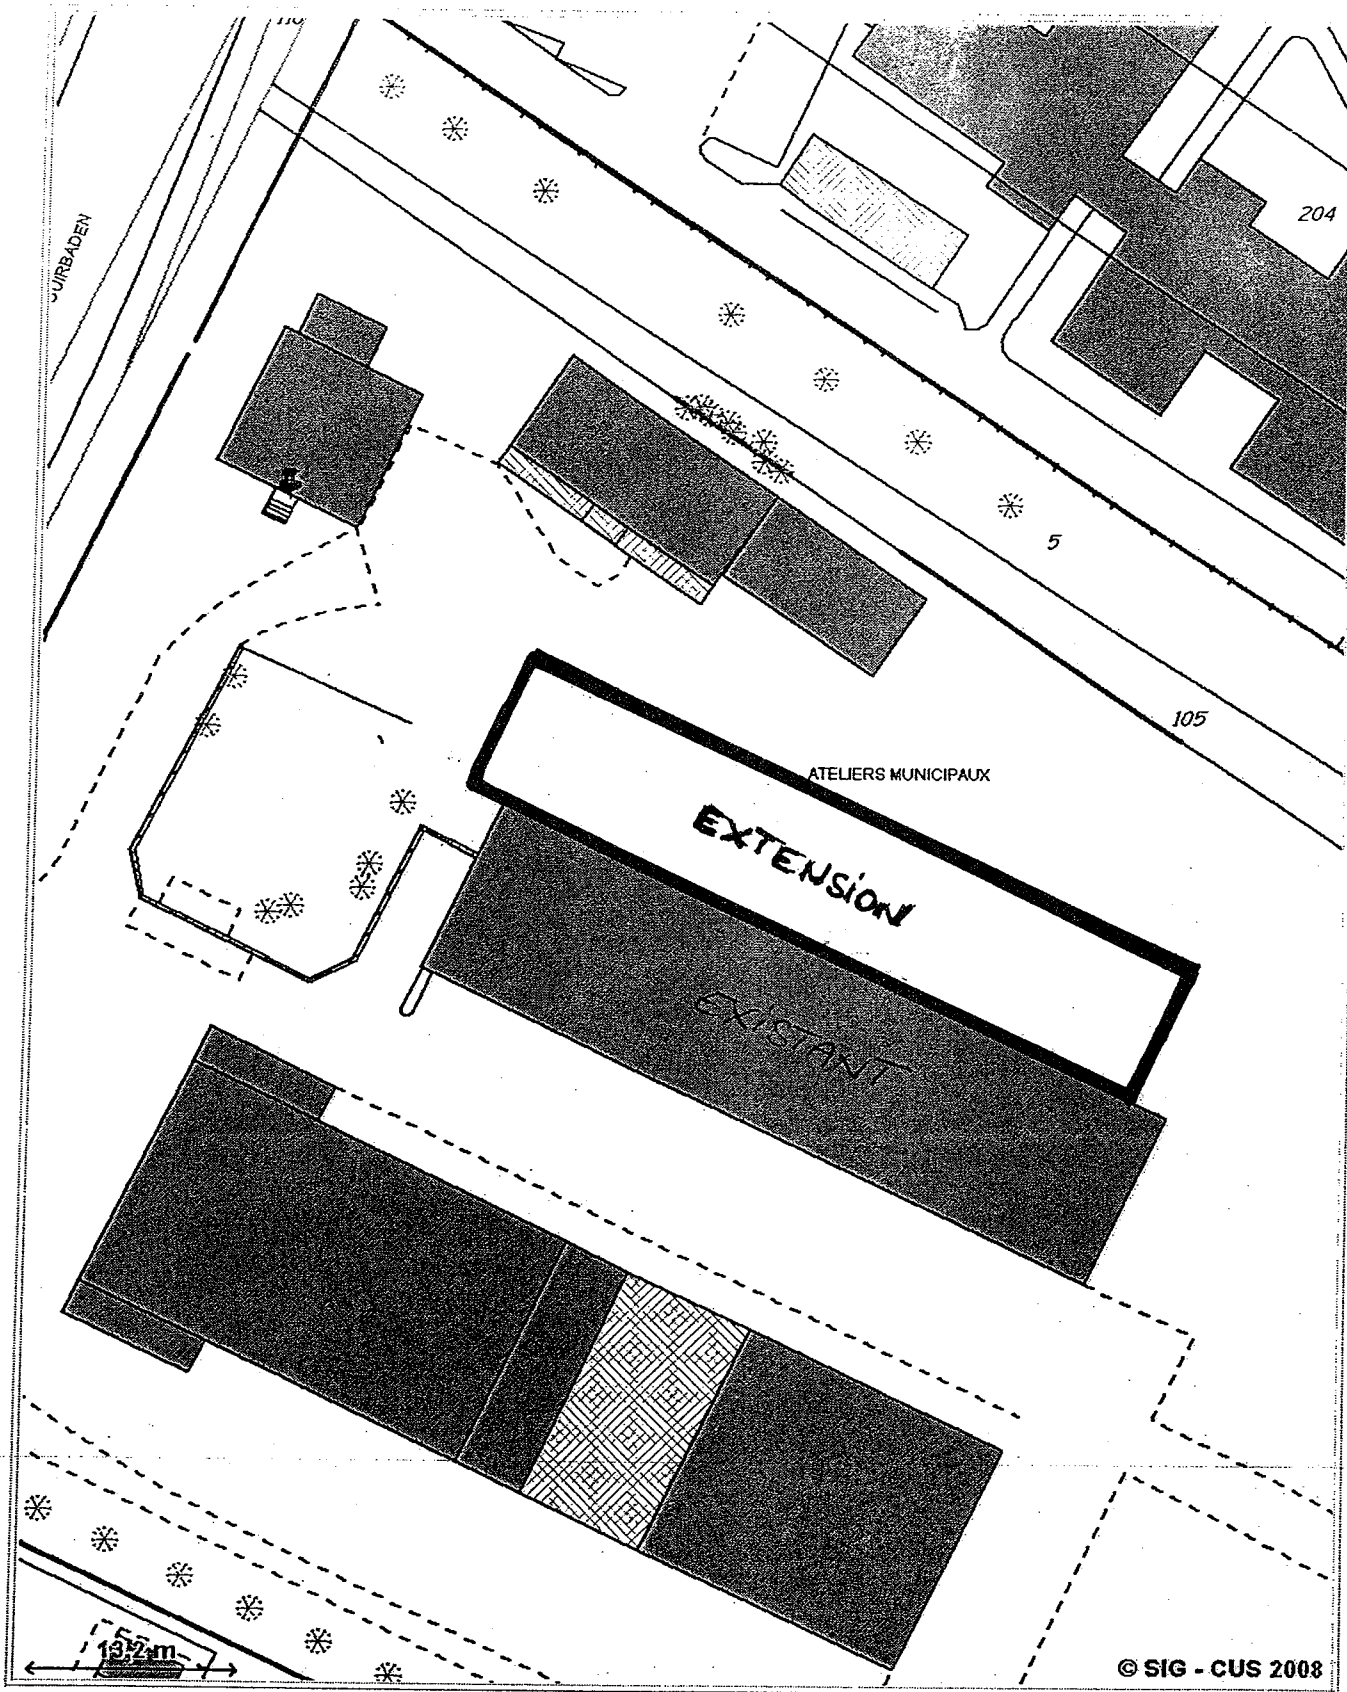 204
5
105
ATELIERS MUNICIPAUX
EXTENSION
EXISTANT
13,2 m
© SIG - CUS 2008